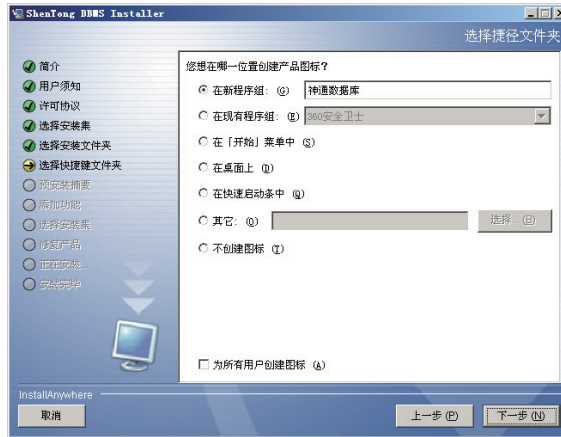 ShenTong DBMS Installer
选择捷径文件夹
简介
用户须知
许可协议
选择安装集
选择安装文件夹
选择快捷键文件夹
预安装摘要
添加功能
选择安装集
修复产品
正在安装...
安装完毕
您想在哪一位置创建产品图标?
在新程序组: (G) 神通数据库
在现有程序组: (E) 360安全卫士
在「开始」菜单中 (S)
在桌面上 (D)
在快速启动条中 (Q)
其它: (O) 选择... (B)
不创建图标 (T)
为所有用户创建图标 (A)
InstallAnywhere
取消 上一步 (P) 下一步 (N)